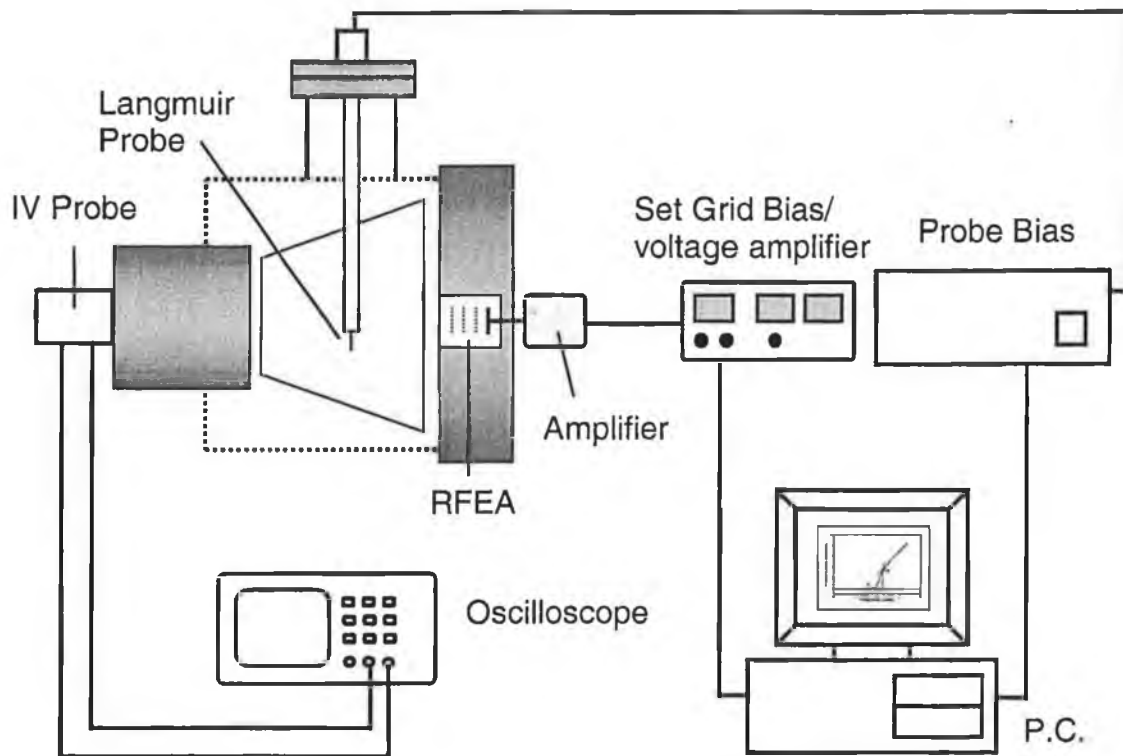 Langmuir
Probe
IV Probe
Set Grid Bias/
voltage amplifier
Probe Bias
Amplifier
RFEA
Oscilloscope
P.C.